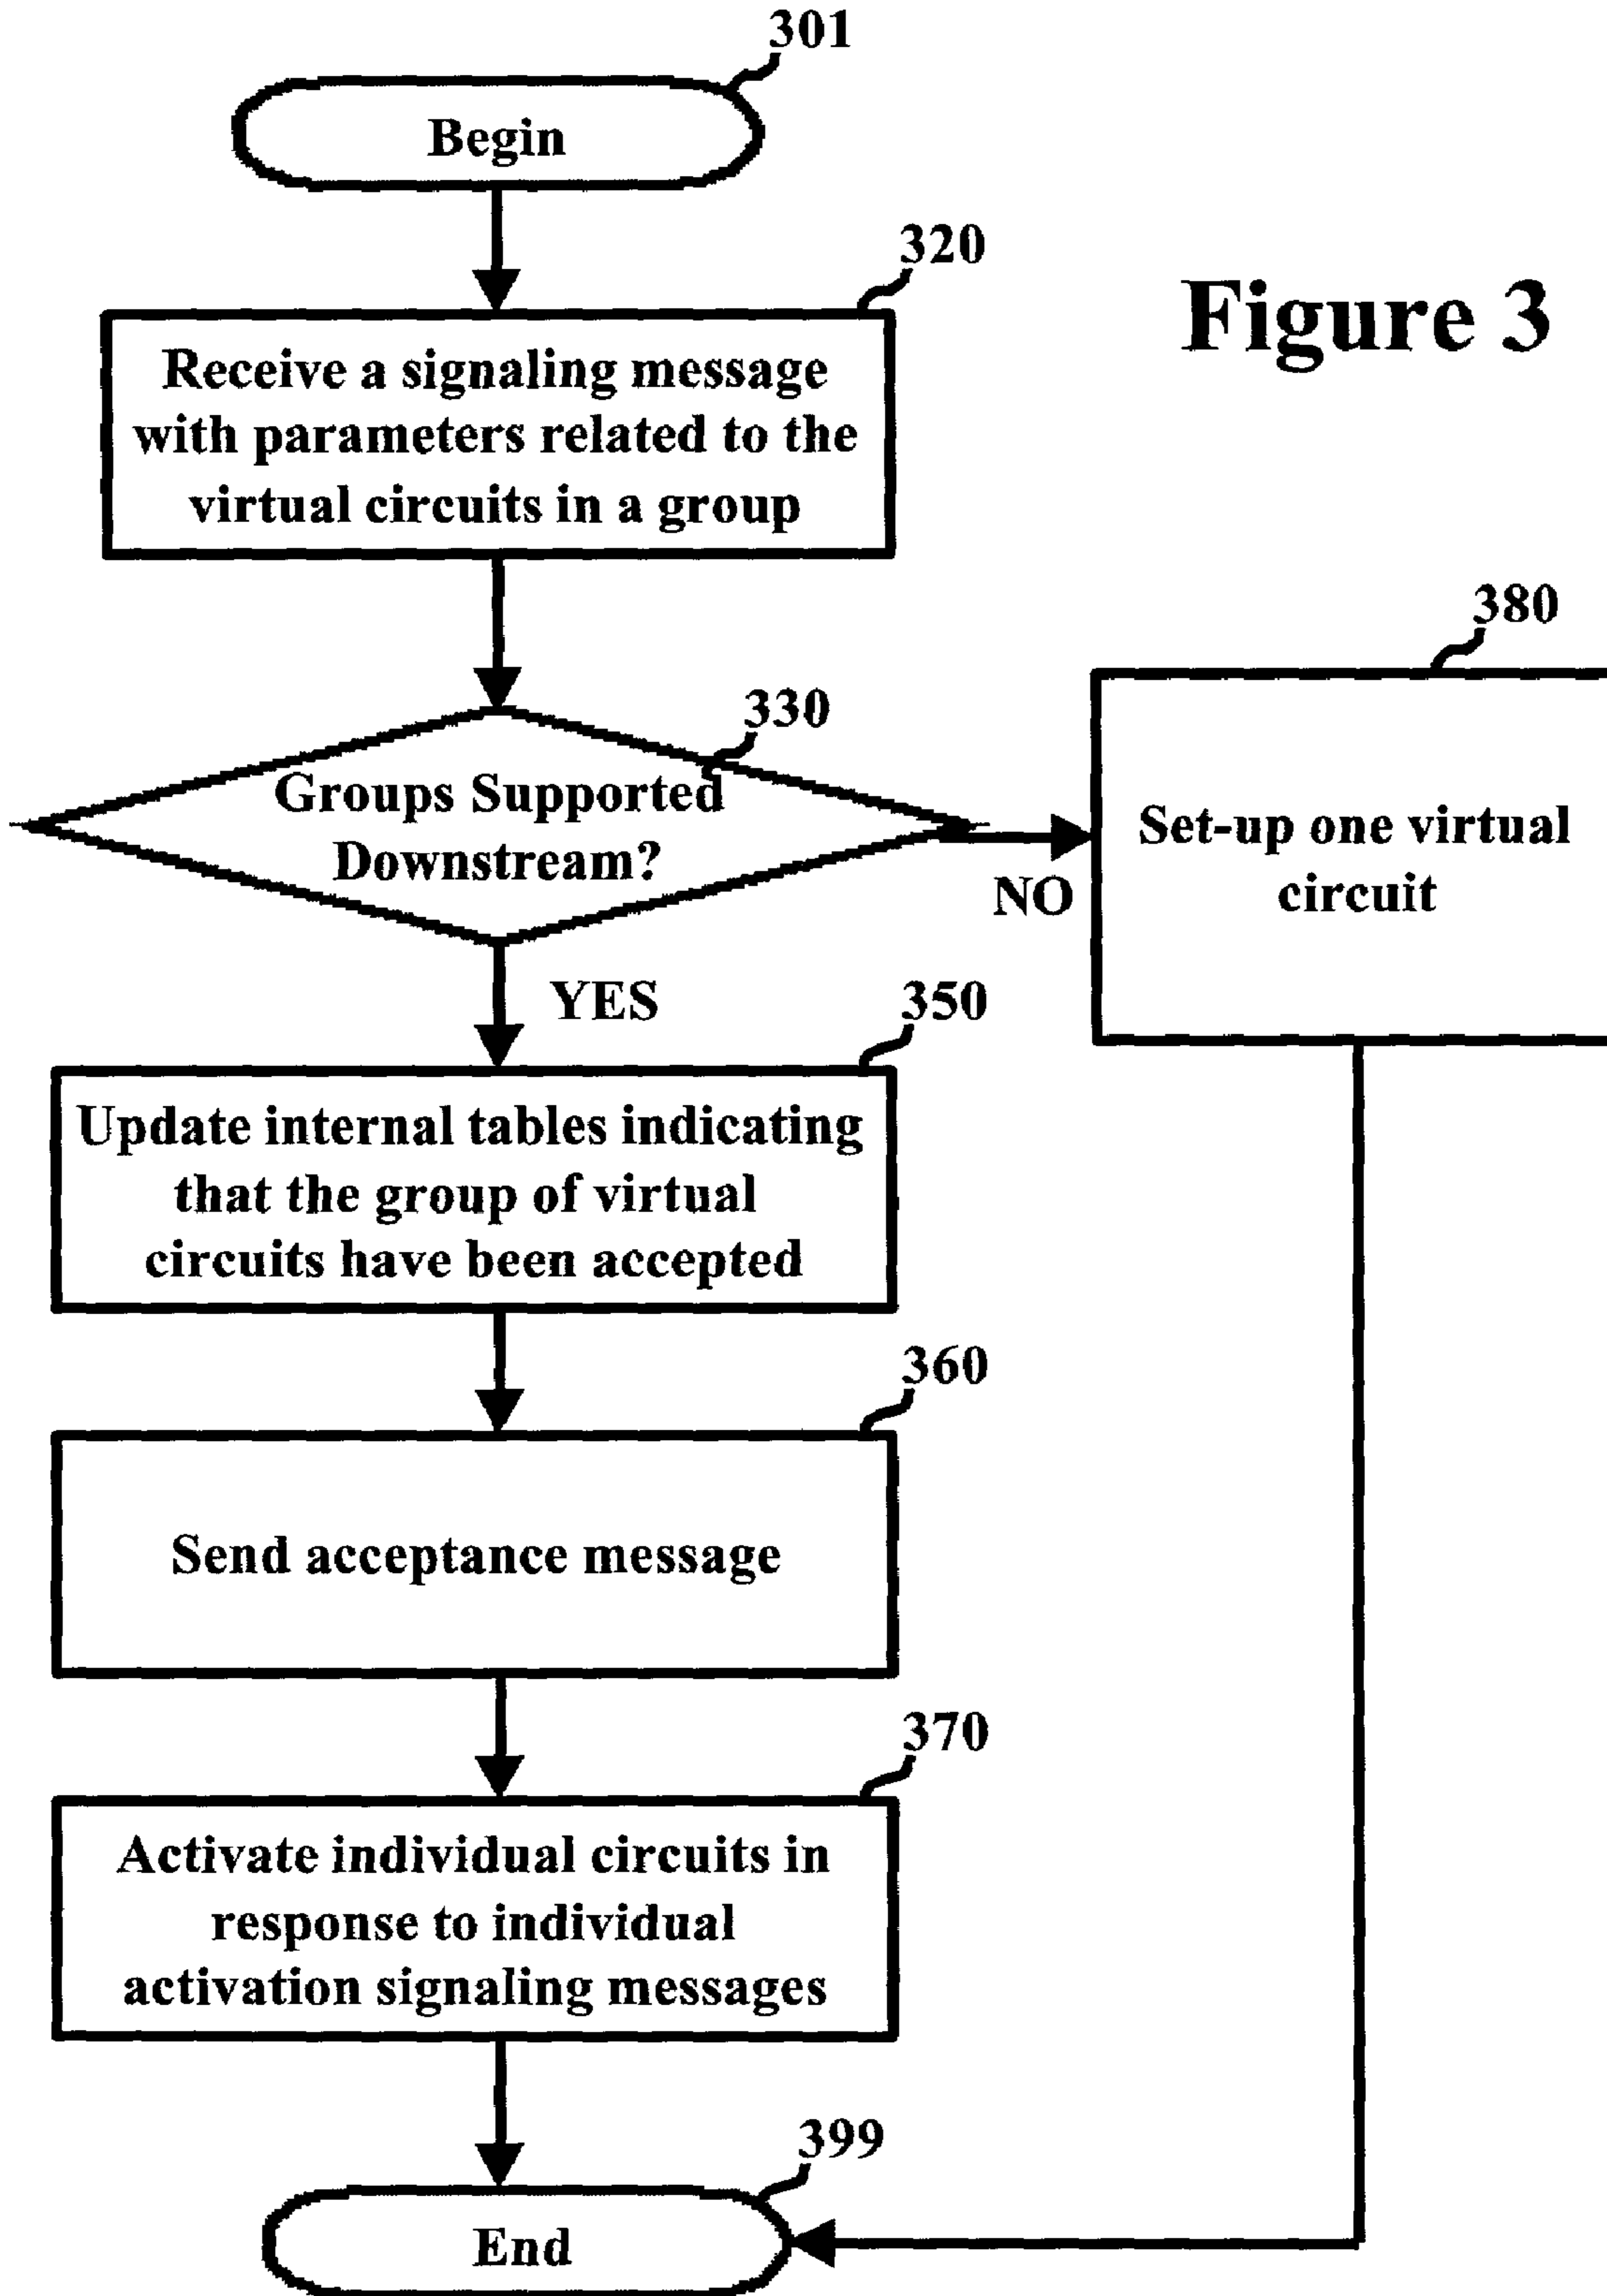 301
Begin
320
Figure 3
Receive a signaling message
with parameters related to the
virtual circuits in a group
380
330
Groups Supported
Downstream?
Set-up one virtual
circuit
NO
YES
350
Update internal tables indicating
that the group of virtual
circuits have been accepted
360
Send acceptance message
370
Activate individual circuits in
response to individual
activation signaling messages
399
End